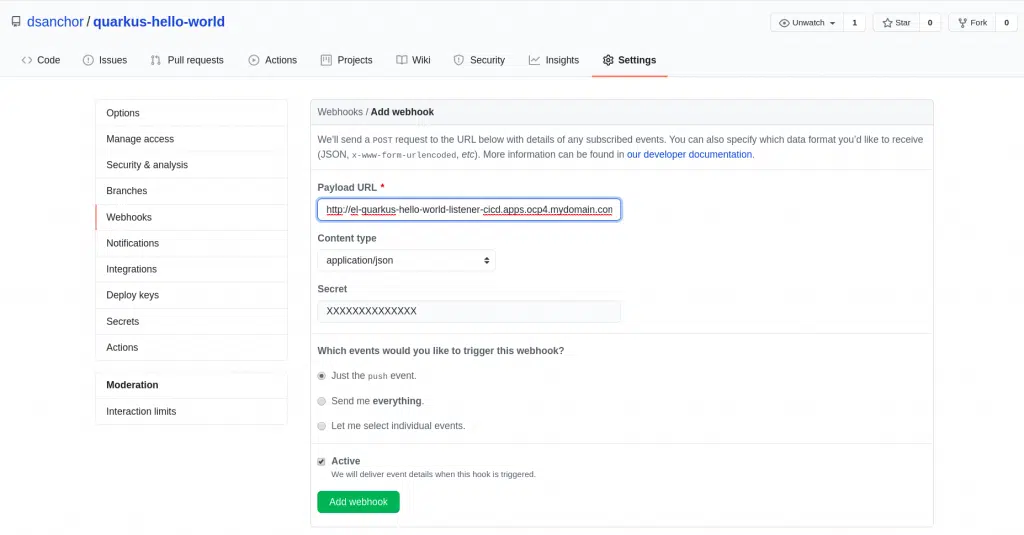 dsanchor / quarkus-hello-world
Unwatch 1 Star 0 Fork 0
Code Issues Pull requests Actions Projects Wiki Security Insights Settings
Options
Manage access
Security & analysis
Branches
Webhooks
Notifications
Integrations
Deploy keys
Secrets
Actions
Moderation
Interaction limits
Webhooks / Add webhook
We'll send a POST request to the URL below with details of any subscribed events. You can also specify which data format you'd like to receive
(JSON, x-www-form-urlencoded, etc). More information can be found in our developer documentation.
Payload URL *
http://el-quarkus-hello-world-listener-cicd.apps.ocp4.mydomain.com
Content type
application/json
Secret
XXXXXXXXXXXXXX
Which events would you like to trigger this webhook?
Just the push event.
Send me everything.
Let me select individual events.
Active
We will deliver event details when this hook is triggered.
Add webhook